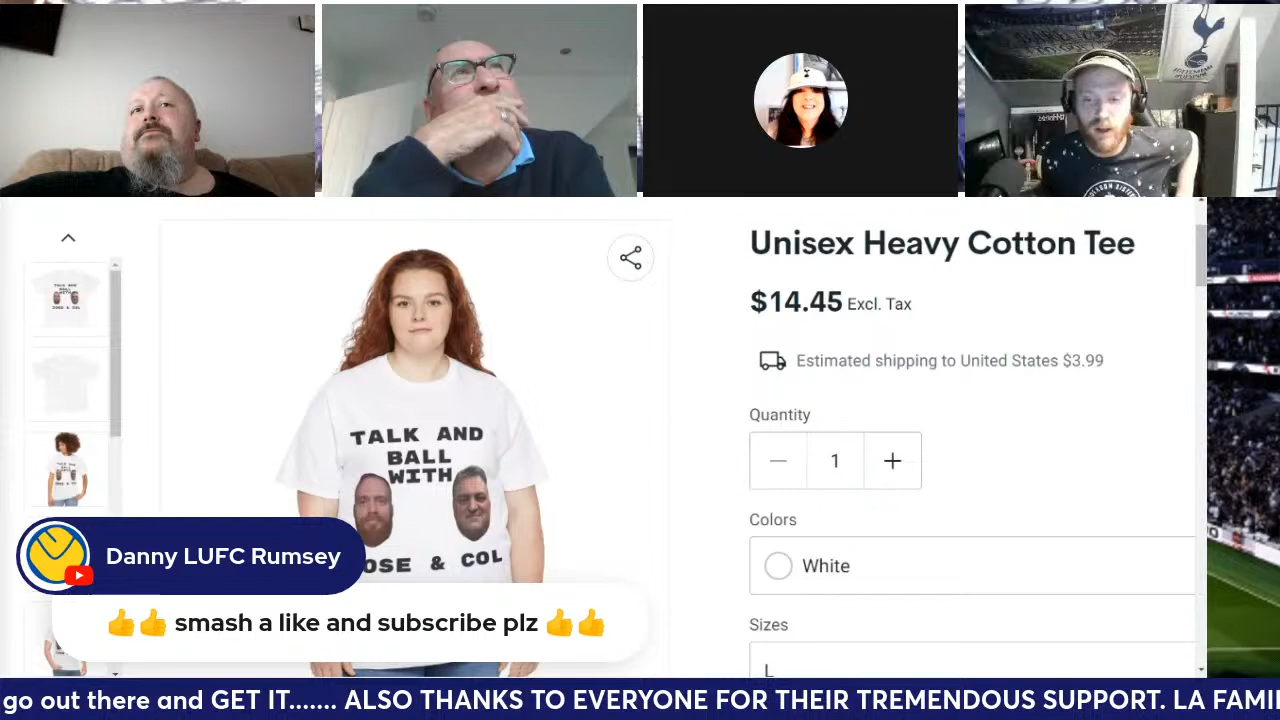 TOTTENHAM
HOTSPUR
Unisex Heavy Cotton Tee
$14.45 Excl. Tax
Estimated shipping to United States $3.99
Quantity
1
Colors
White
Sizes
L
TALK AND
BALL
WITH
OSE & COL
Danny LUFC Rumsey
👍👍 smash a like and subscribe plz 👍👍
go out there and GET IT....... ALSO THANKS TO EVERYONE FOR THEIR TREMENDOUS SUPPORT. LA FAMI